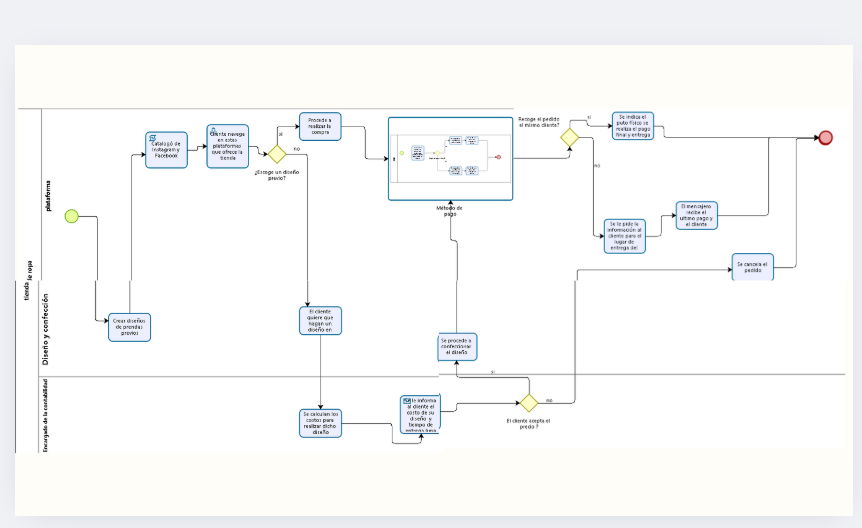 tienda de ropa
plataforma
Diseño y confección
Encargado de la contabilidad
Catalogo de
Instagram y
Facebook
Cliente navega
en estas
plataformas
que ofrece la
tienda
¿Escoge un diseño
previo?
si
no
Procede a
realizar la
compra
Método de
pago
Recoge el pedido
el mismo cliente?
si
no
Se indica el
puto fisico se
realiza el pago
final y entrega
Se le pide la
información al
cliente para el
lugar de
entrega del
El mencajero
recibe el
ultimo pago y
el cliente
Se cancela el
pedido
Crear diseños
de prendas
previos
El cliente
quiere que
hagan un
diseño en
Se procede a
confeccionar
el diseño
Se calculan los
costos para
realizar dicho
diseño
le informa
al cliente el
costo de su
diseño y
tiempo de
si
no
El cliente acepta el
precio ?